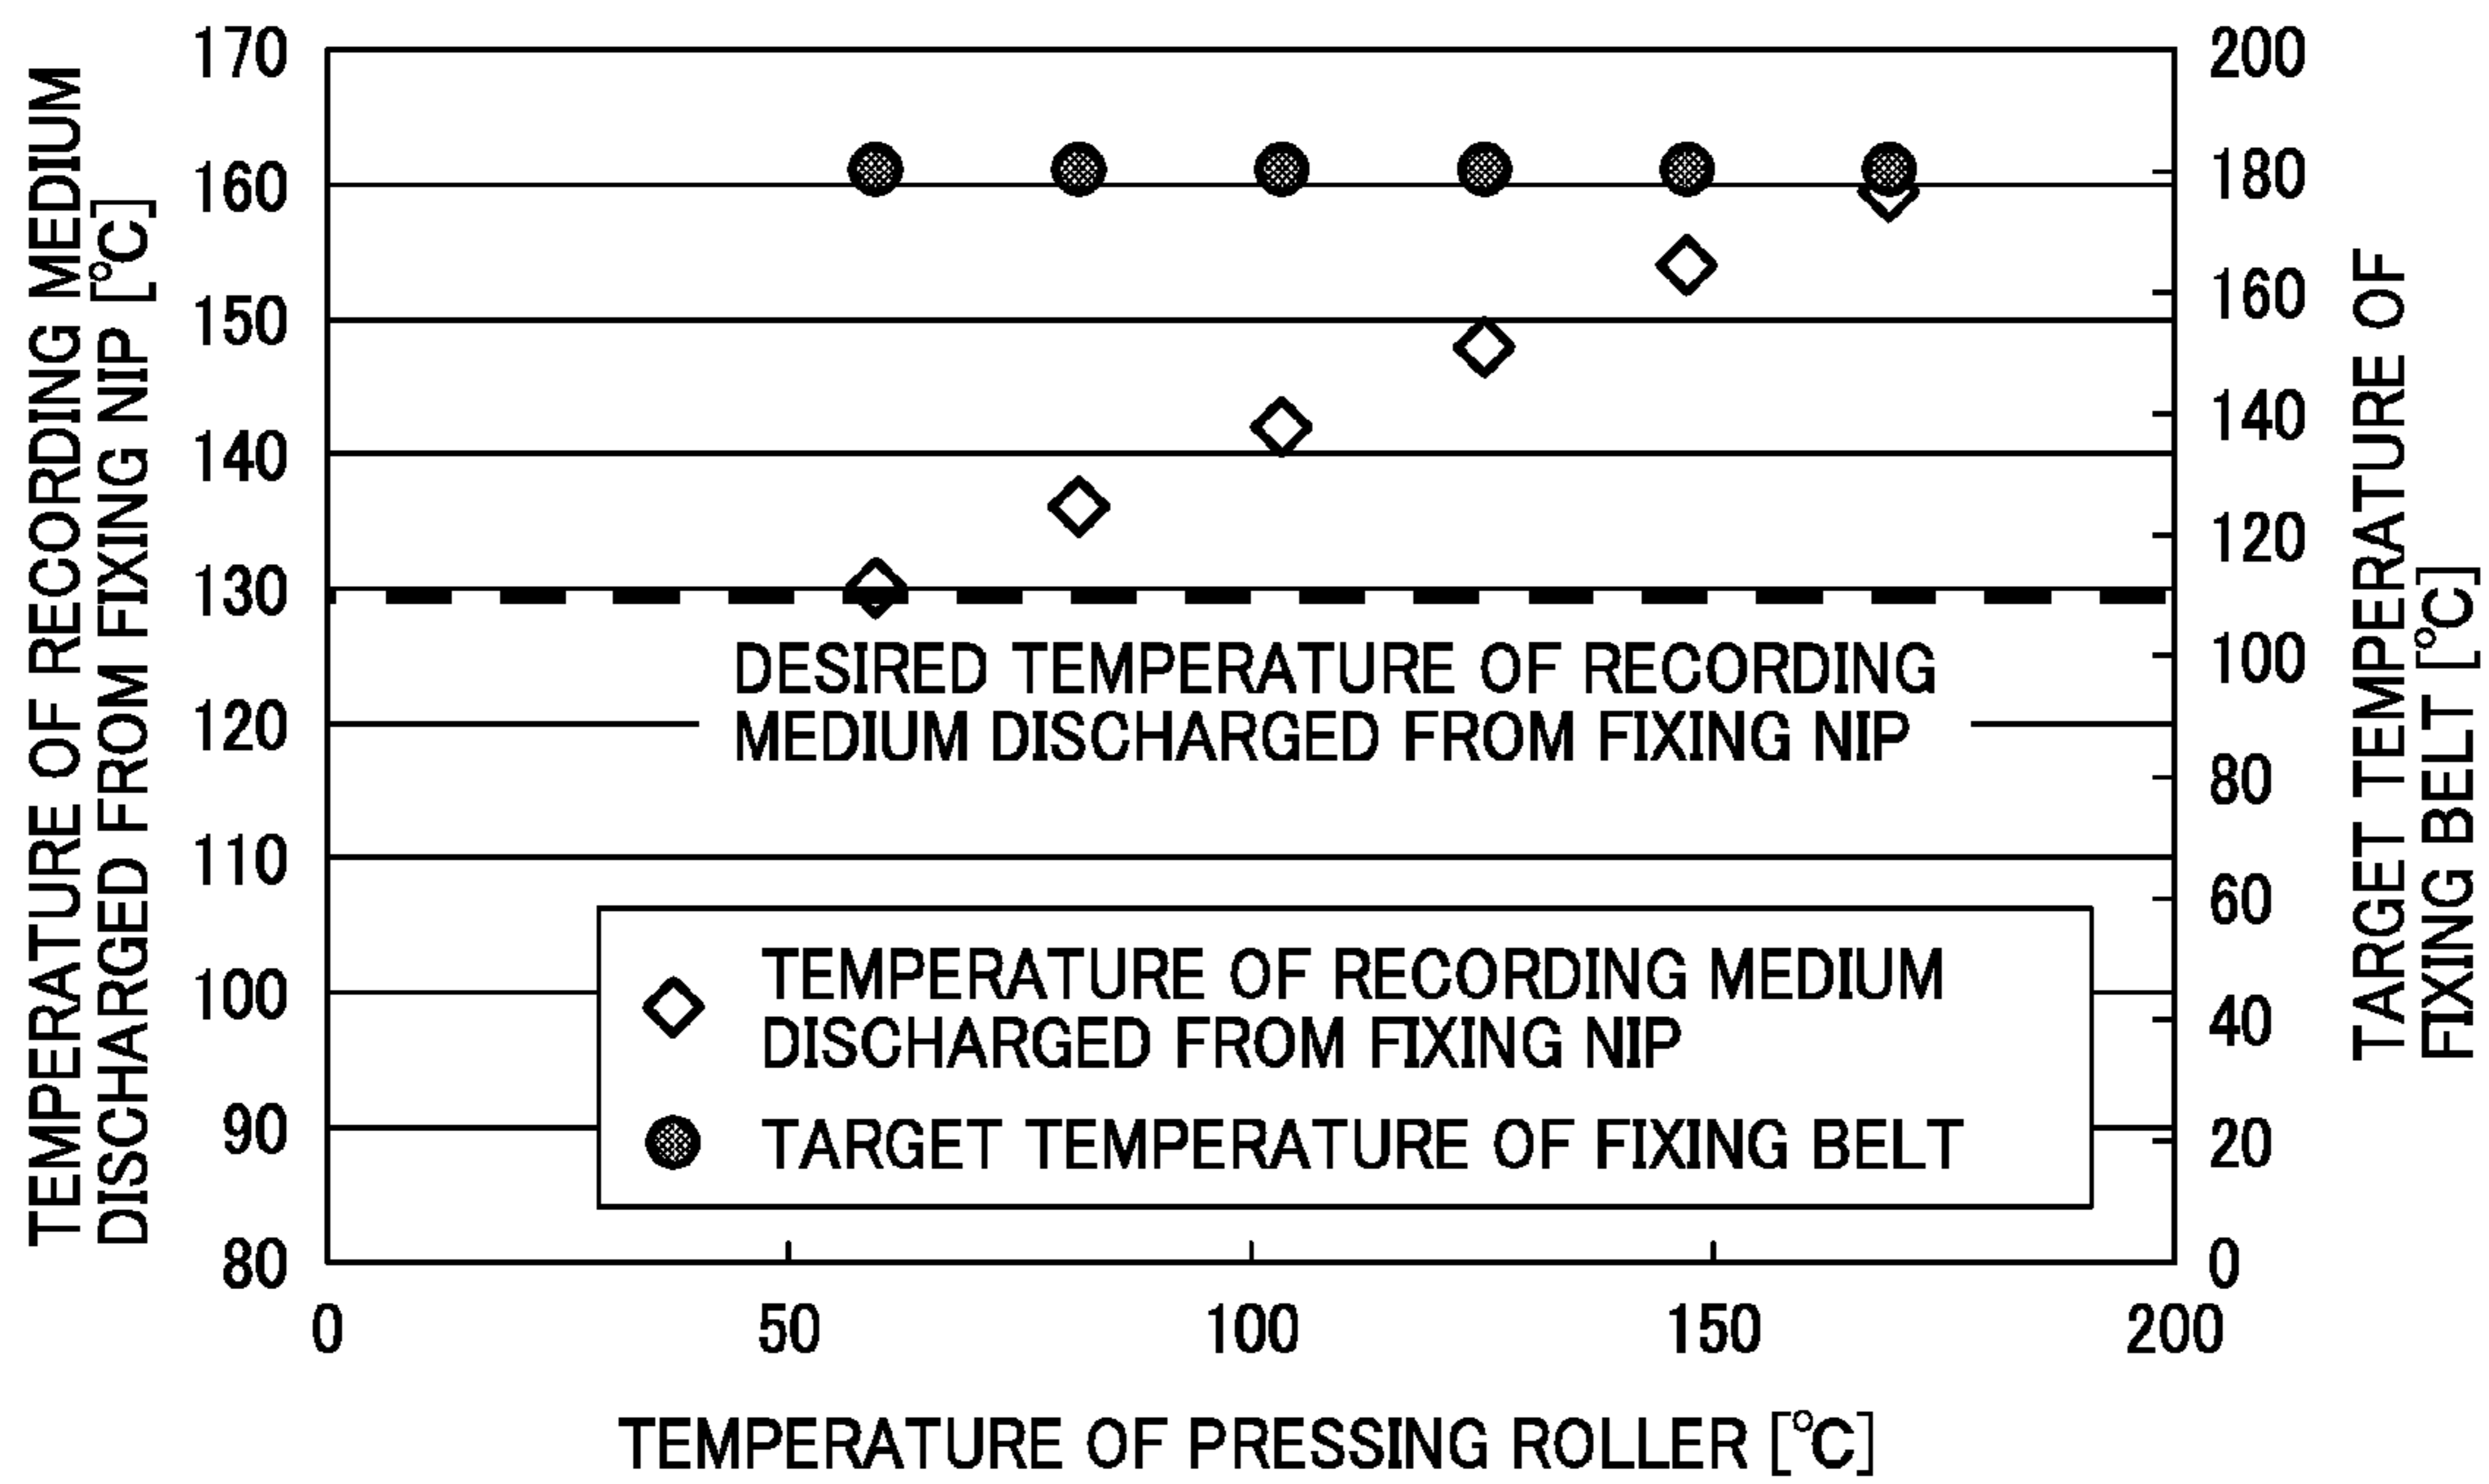 TEMPERATURE OF RECORDING MEDIUM
DISCHARGED FROM FIXING NIP [°C]
170
160
150
140
130
120
110
100
90
80
200
180
160
140
120
100
80
60
40
20
0
TARGET TEMPERATURE OF
FIXING BELT [°C]
DESIRED TEMPERATURE OF RECORDING
MEDIUM DISCHARGED FROM FIXING NIP
TEMPERATURE OF RECORDING MEDIUM
DISCHARGED FROM FIXING NIP
TARGET TEMPERATURE OF FIXING BELT
0 50 100 150 200
TEMPERATURE OF PRESSING ROLLER [°C]